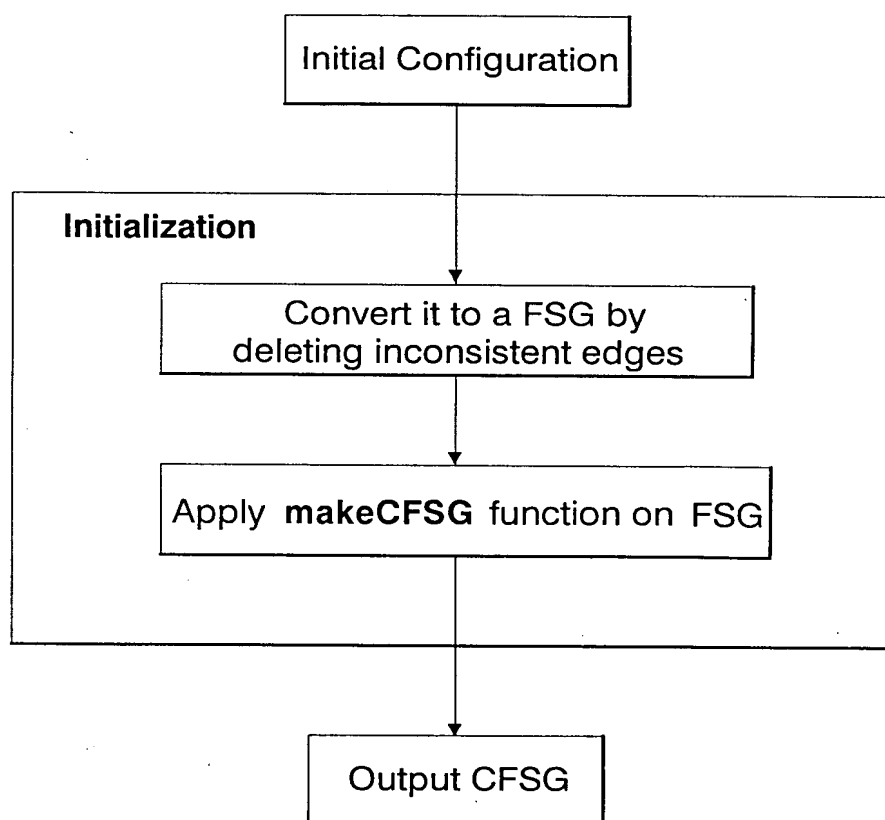 Initial Configuration
Initialization
Convert it to a FSG by
deleting inconsistent edges
Apply makeCFSG function on FSG
Output CFSG